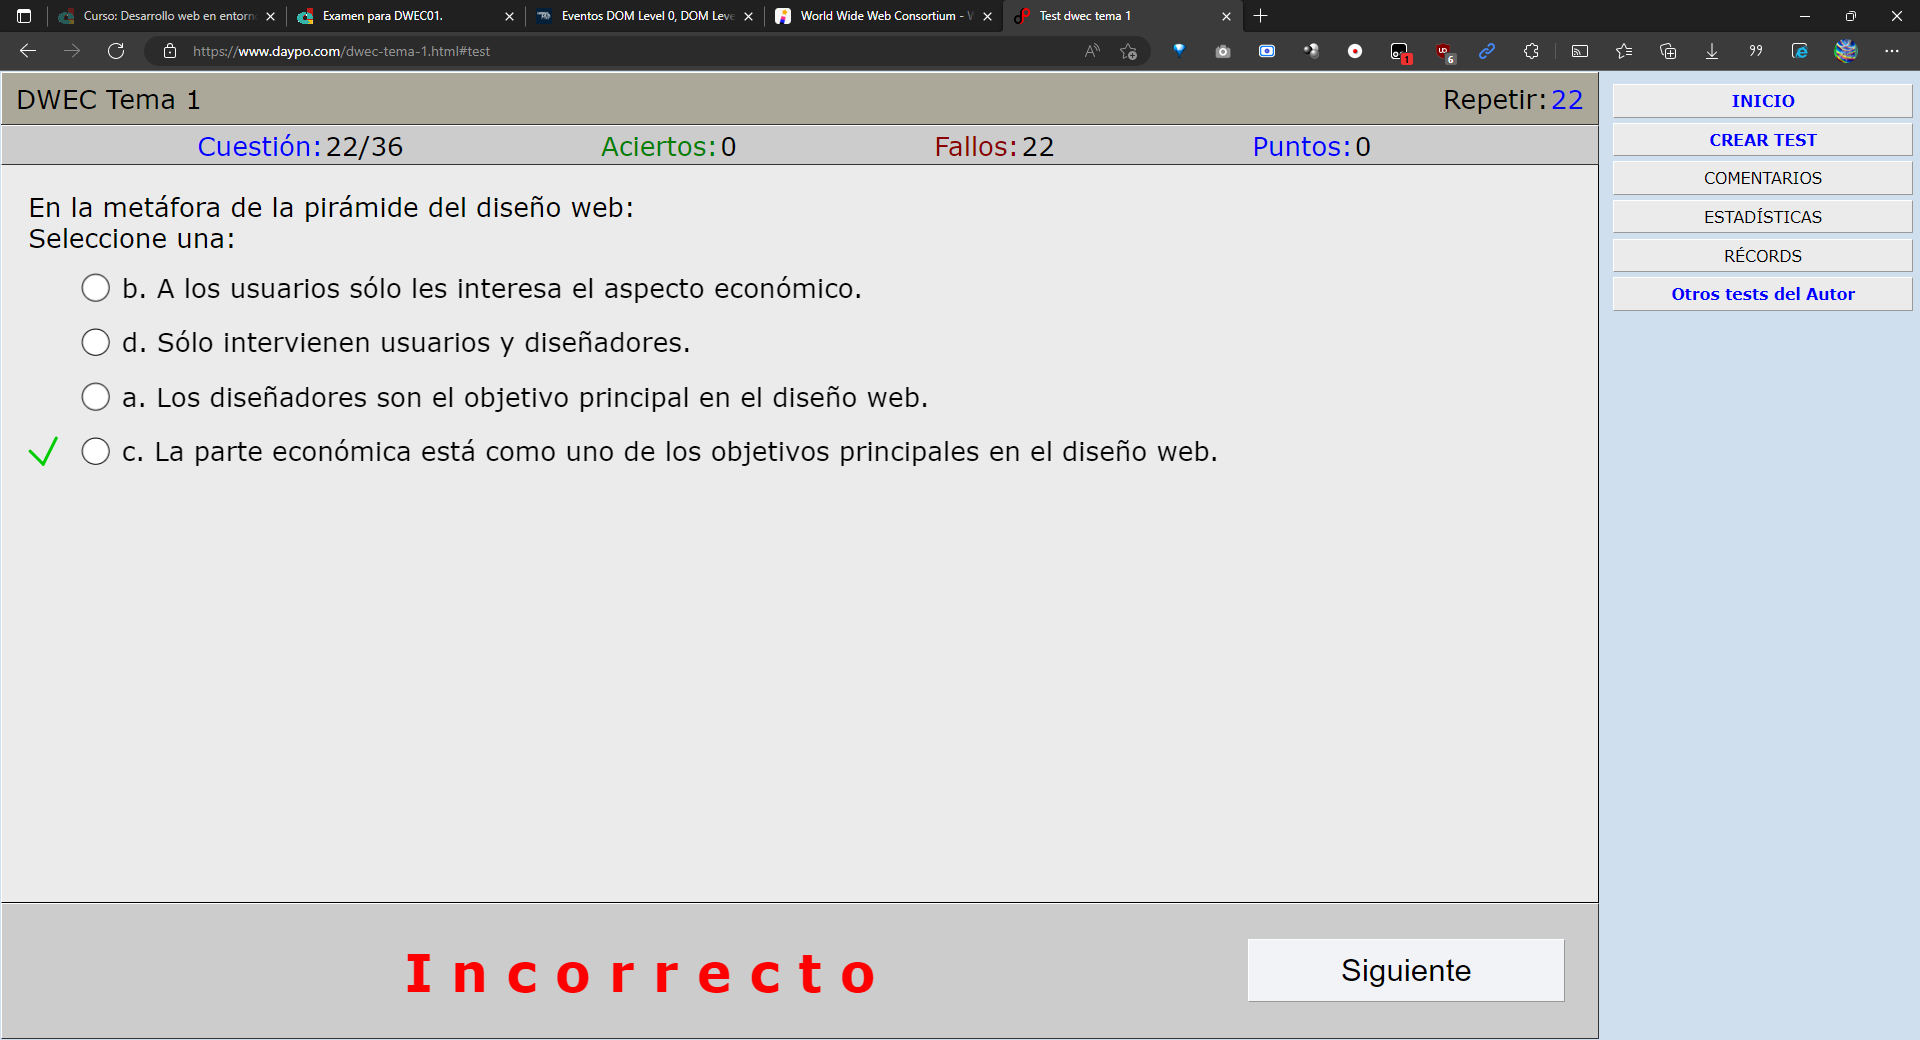 Curso: Desarrollo web en entorn
Examen para DWEC01.
Eventos DOM Level 0, DOM Leve
World Wide Web Consortium - W
Test dwec tema 1
https://www.daypo.com/dwec-tema-1.html#test
1
6
DWEC Tema 1
Repetir: 22
Cuestión: 22/36
Aciertos: 0
Fallos: 22
Puntos: 0
En la metáfora de la pirámide del diseño web:
Seleccione una:
b. A los usuarios sólo les interesa el aspecto económico.
d. Sólo intervienen usuarios y diseñadores.
a. Los diseñadores son el objetivo principal en el diseño web.
c. La parte económica está como uno de los objetivos principales en el diseño web.
Incorrecto
Siguiente
INICIO
CREAR TEST
COMENTARIOS
ESTADÍSTICAS
RÉCORDS
Otros tests del Autor